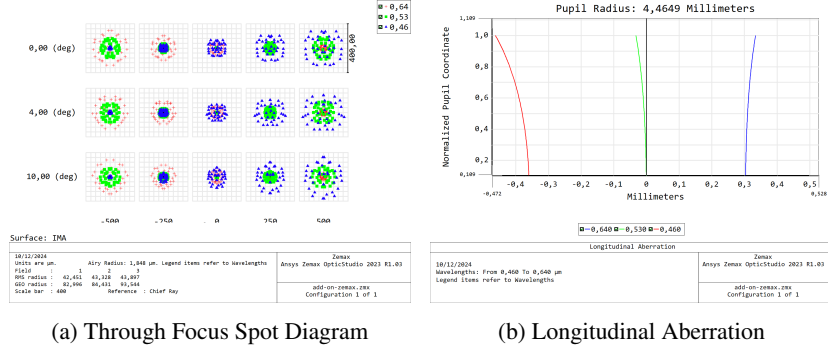 0,64
0,53
0,46
0,00 (deg)
400,00
4,00 (deg)
10,00 (deg)
-500 -250 0 250 500
Surface: IMA
10/12/2024
Units are µm. Airy Radius: 1,848 µm. Legend items refer to Wavelengths
Field : 1 2 3
RMS radius : 42,451 43,328 43,897
GEO radius : 82,996 84,431 93,544
Scale bar : 400 Reference : Chief Ray
Zemax
Ansys Zemax OpticStudio 2023 R1.03
add-on-zemax.zmx
Configuration 1 of 1
(a) Through Focus Spot Diagram
Pupil Radius: 4,4649 Millimeters
1,109
1,0
0,8
0,6
0,4
0,2
0,109
Normalized Pupil Coordinate
-0,4 -0,3 -0,2 -0,1 0 0,1 0,2 0,3 0,4 0,5
-0,472 0,528
Millimeters
0,640 0,530 0,460
Longitudinal Aberration
10/12/2024
Wavelengths: From 0,460 to 0,640 µm
Legend items refer to Wavelengths
Zemax
Ansys Zemax OpticStudio 2023 R1.03
add-on-zemax.zmx
Configuration 1 of 1
(b) Longitudinal Aberration